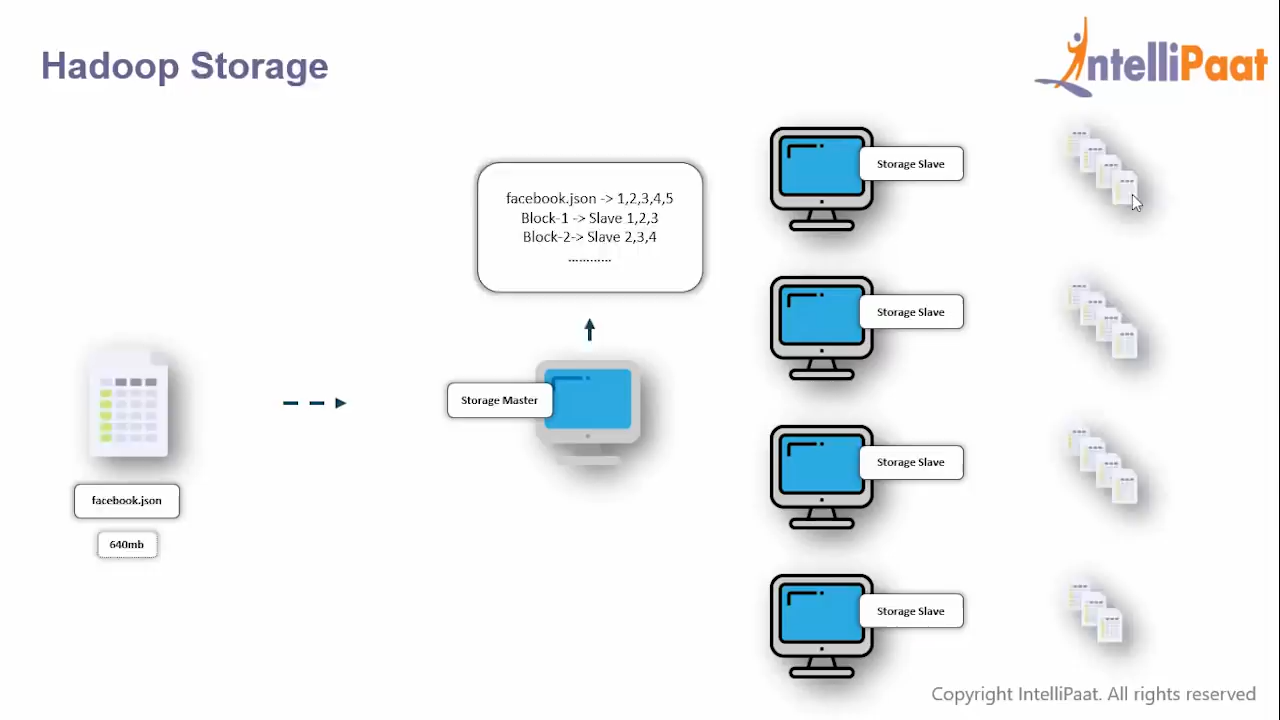 Hadoop Storage
IntelliPaat
facebook.json -> 1,2,3,4,5
Block-1 -> Slave 1,2,3
Block-2-> Slave 2,3,4
............
Storage Master
facebook.json
640mb
Storage Slave
Storage Slave
Storage Slave
Storage Slave
Copyright IntelliPaat. All rights reserved